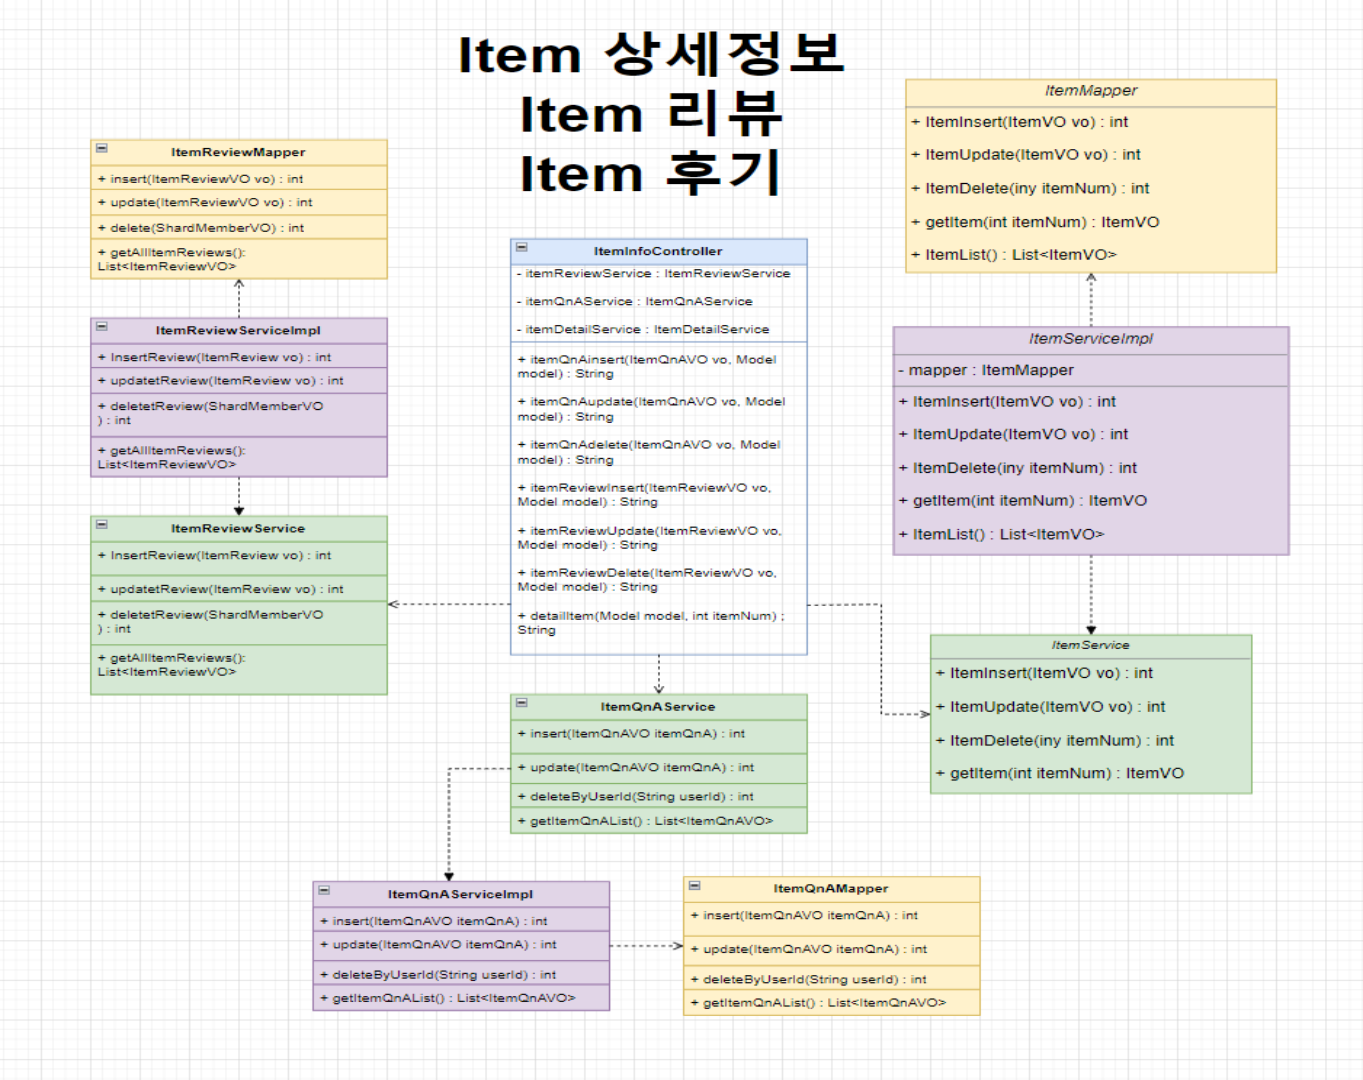 Item 상세정보
Item 리뷰
Item 후기
ItemReviewMapper
+ insert(ItemReviewVO vo) : int
+ update(ItemReviewVO vo) : int
+ delete(ShardMemberVO) : int
+ getAllItemReviews():
List<ItemReviewVO>
ItemReviewServiceImpl
+ InsertReview(ItemReview vo) : int
+ updatetReview(ItemReview vo) : int
+ deletetReview(ShardMemberVO
) : int
+ getAllItemReviews():
List<ItemReviewVO>
ItemReviewService
+ InsertReview(ItemReview vo) : int
+ updatetReview(ItemReview vo) : int
+ deletetReview(ShardMemberVO
) : int
+ getAllItemReviews():
List<ItemReviewVO>
ItemInfoController
- itemReviewService : ItemReviewService
- itemQnAService : ItemQnAService
- itemDetailService : ItemDetailService
+ itemQnAinsert(ItemQnAVO vo, Model
model) : String
+ itemQnAupdate(ItemQnAVO vo, Model
model) : String
+ itemQnAdelete(ItemQnAVO vo, Model
model) : String
+ itemReviewInsert(ItemReviewVO vo,
Model model) : String
+ itemReviewUpdate(ItemReviewVO vo,
Model model) : String
+ itemReviewDelete(ItemReviewVO vo,
Model model) : String
+ detailItem(Model model, int itemNum) ;
String
ItemMapper
+ ItemInsert(ItemVO vo) : int
+ ItemUpdate(ItemVO vo) : int
+ ItemDelete(iny itemNum) : int
+ getItem(int itemNum) : ItemVO
+ ItemList() : List<ItemVO>
ItemServiceImpl
- mapper : ItemMapper
+ ItemInsert(ItemVO vo) : int
+ ItemUpdate(ItemVO vo) : int
+ ItemDelete(iny itemNum) : int
+ getItem(int itemNum) : ItemVO
+ ItemList() : List<ItemVO>
ItemService
+ ItemInsert(ItemVO vo) : int
+ ItemUpdate(ItemVO vo) : int
+ ItemDelete(iny itemNum) : int
+ getItem(int itemNum) : ItemVO
ItemQnAService
+ insert(ItemQnAVO itemQnA) : int
+ update(ItemQnAVO itemQnA) : int
+ deleteByUserId(String userId) : int
+ getItemQnAList() : List<ItemQnAVO>
ItemQnAServiceImpl
+ insert(ItemQnAVO itemQnA) : int
+ update(ItemQnAVO itemQnA) : int
+ deleteByUserId(String userId) : int
+ getItemQnAList() : List<ItemQnAVO>
ItemQnAMapper
+ insert(ItemQnAVO itemQnA) : int
+ update(ItemQnAVO itemQnA) : int
+ deleteByUserId(String userId) : int
+ getItemQnAList() : List<ItemQnAVO>